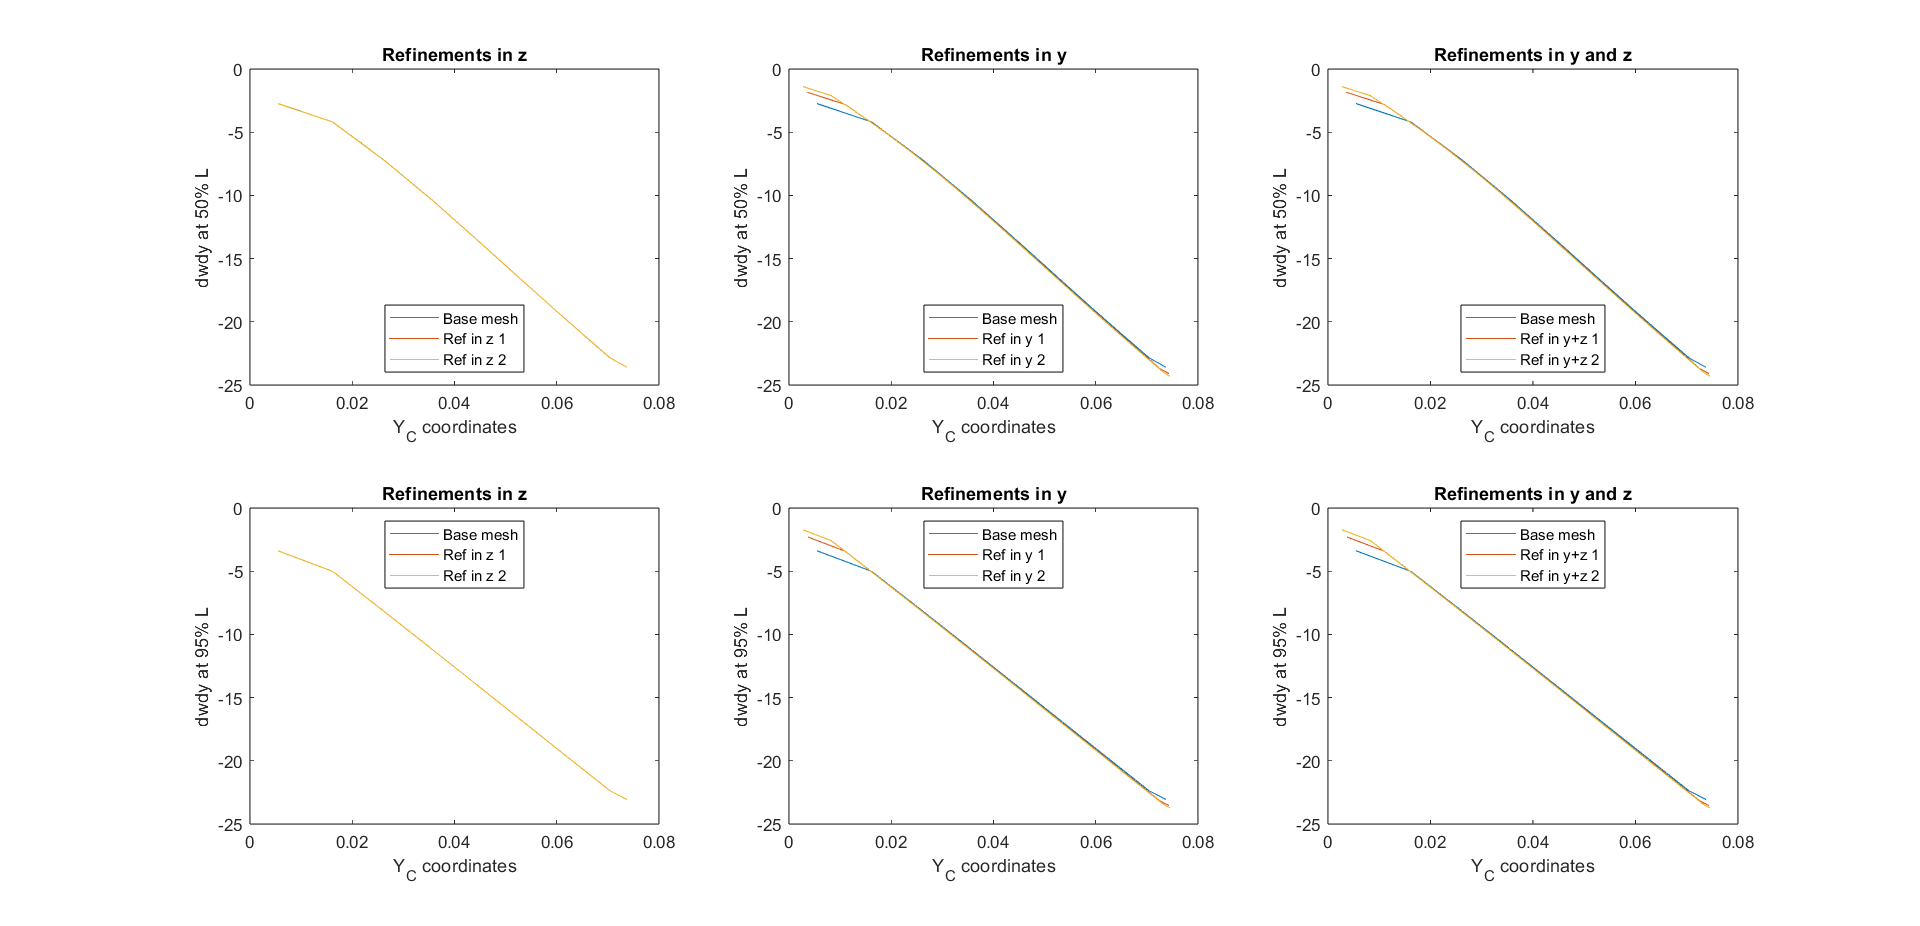 Refinements in z
0
-5
-10
-15
-20
-25
dwdy at 50% L
Base mesh
Ref in z 1
Ref in z 2
0 0.02 0.04 0.06 0.08
Y_C coordinates
Refinements in y
0
-5
-10
-15
-20
-25
dwdy at 50% L
Base mesh
Ref in y 1
Ref in y 2
0 0.02 0.04 0.06 0.08
Y_C coordinates
Refinements in y and z
0
-5
-10
-15
-20
-25
dwdy at 50% L
Base mesh
Ref in y+z 1
Ref in y+z 2
0 0.02 0.04 0.06 0.08
Y_C coordinates
Refinements in z
0
-5
-10
-15
-20
-25
dwdy at 95% L
Base mesh
Ref in z 1
Ref in z 2
0 0.02 0.04 0.06 0.08
Y_C coordinates
Refinements in y
0
-5
-10
-15
-20
-25
dwdy at 95% L
Base mesh
Ref in y 1
Ref in y 2
0 0.02 0.04 0.06 0.08
Y_C coordinates
Refinements in y and z
0
-5
-10
-15
-20
-25
dwdy at 95% L
Base mesh
Ref in y+z 1
Ref in y+z 2
0 0.02 0.04 0.06 0.08
Y_C coordinates